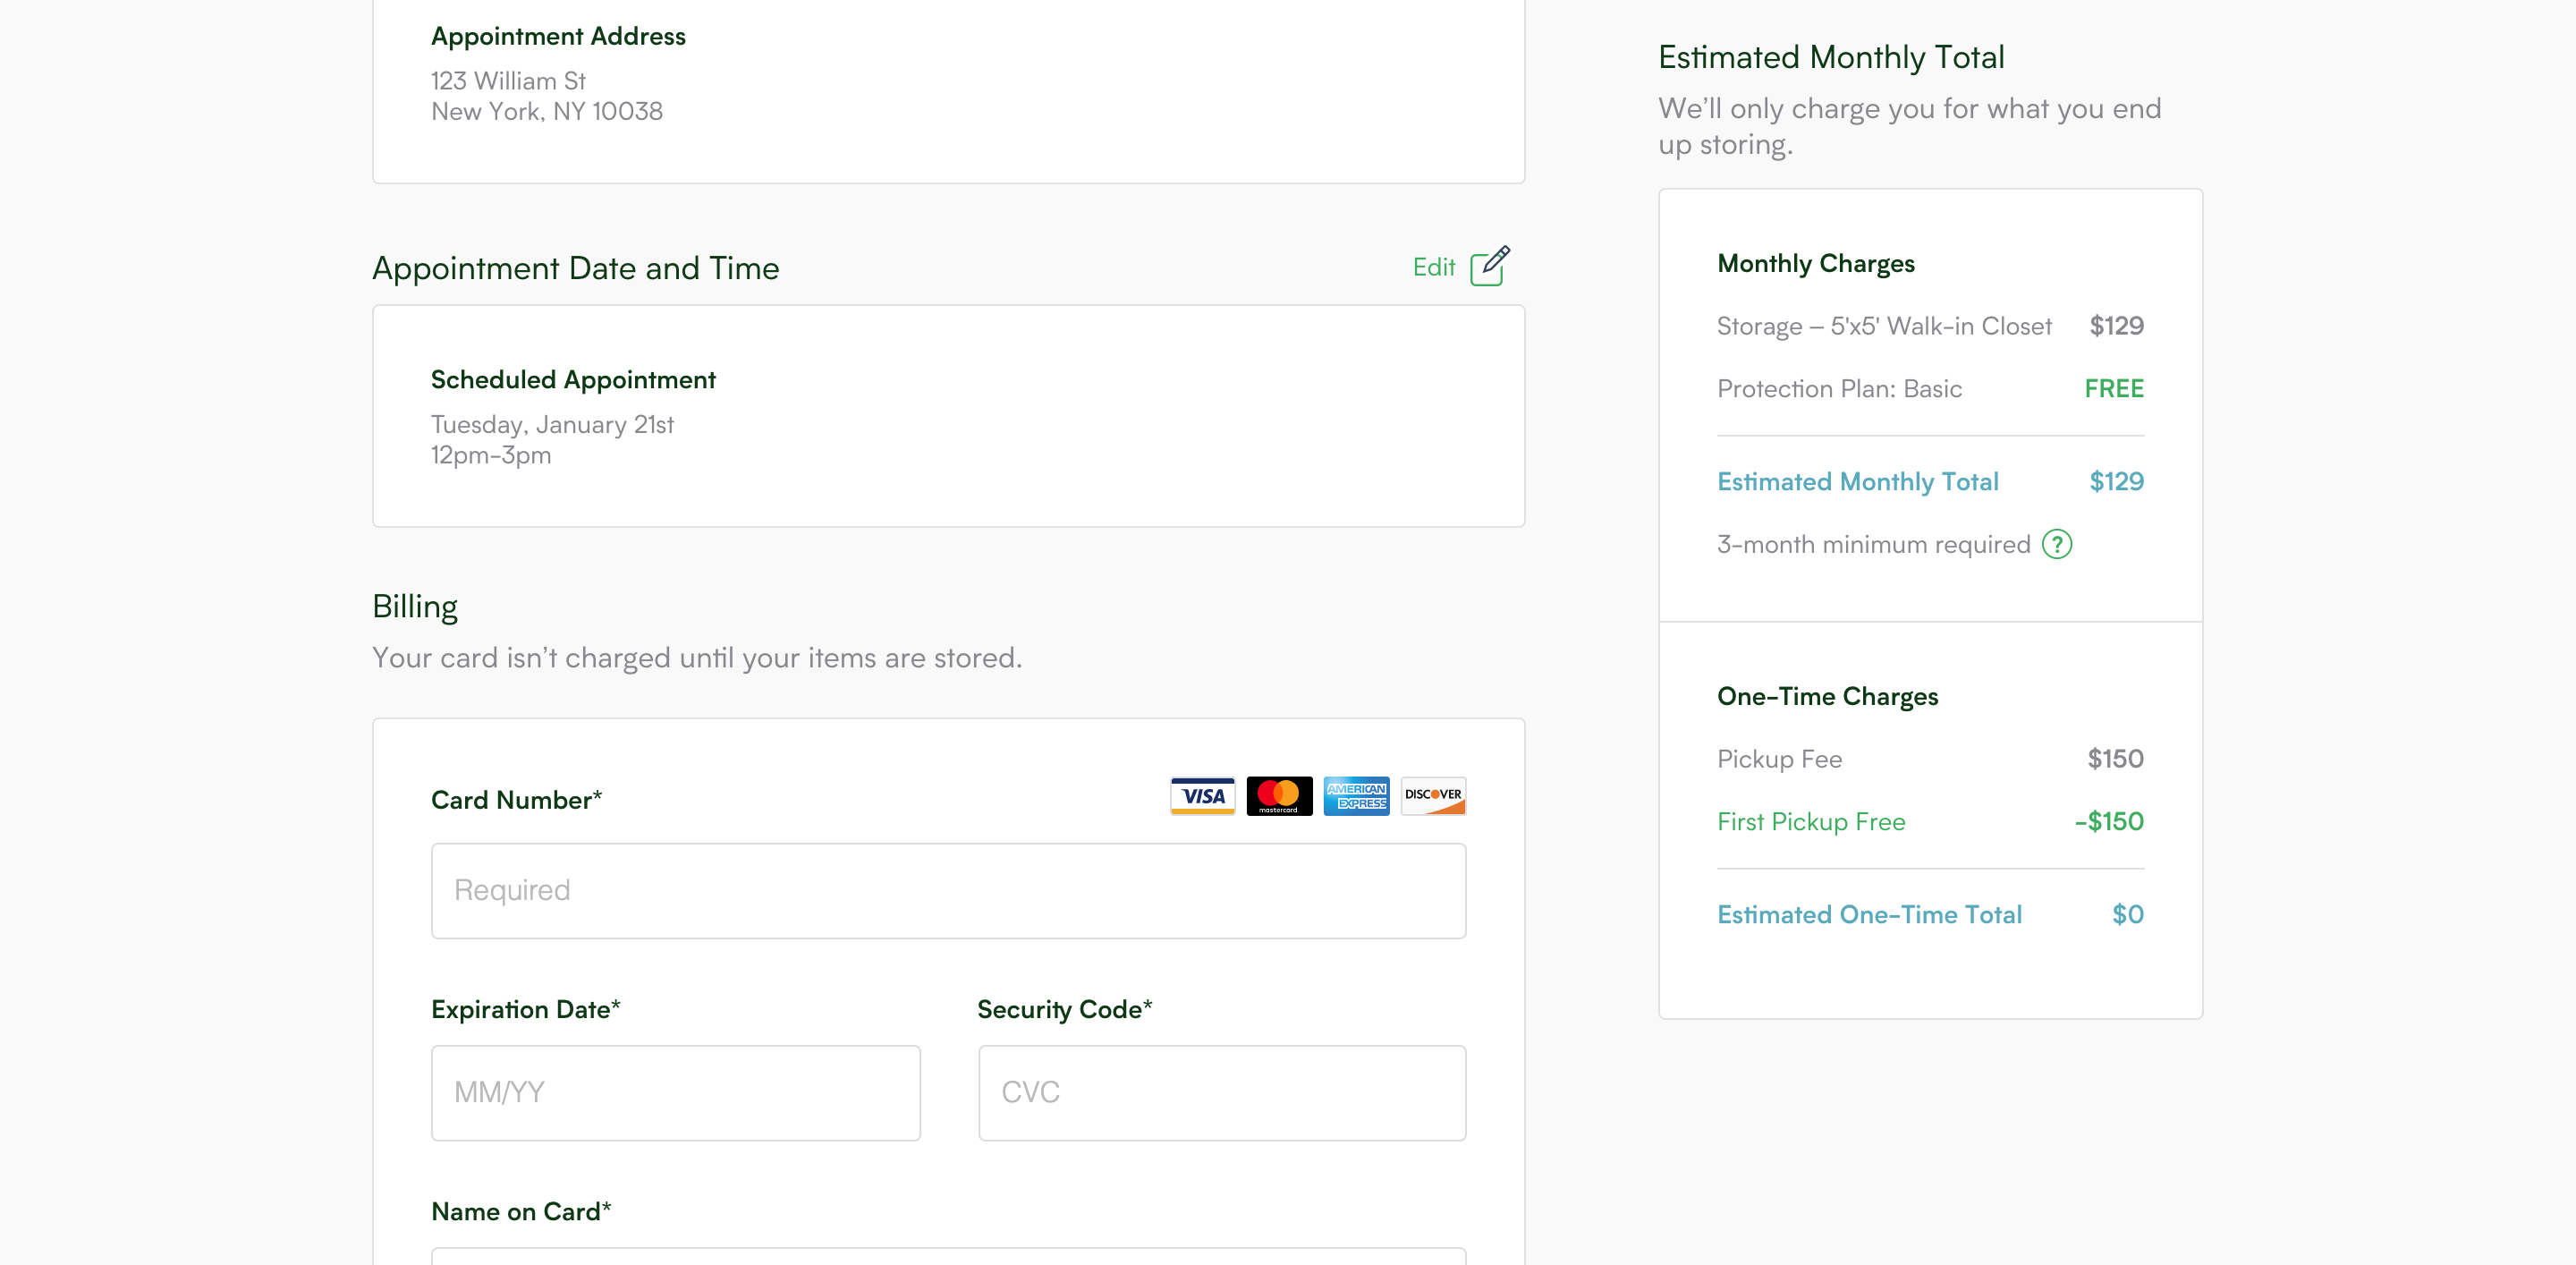 Appointment Address
123 William St
New York, NY 10038
Appointment Date and Time
Edit
Scheduled Appointment
Tuesday, January 21st
12pm-3pm
Billing
Your card isn’t charged until your items are stored.
Card Number*
VISA
mastercard
AMERICAN
EXPRESS
DISCOVER
Required
Expiration Date*
Security Code*
MM/YY
CVC
Name on Card*
Estimated Monthly Total
We’ll only charge you for what you end
up storing.
Monthly Charges
Storage – 5'x5' Walk-in Closet $129
Protection Plan: Basic FREE
Estimated Monthly Total $129
3-month minimum required ?
One-Time Charges
Pickup Fee $150
First Pickup Free -$150
Estimated One-Time Total $0